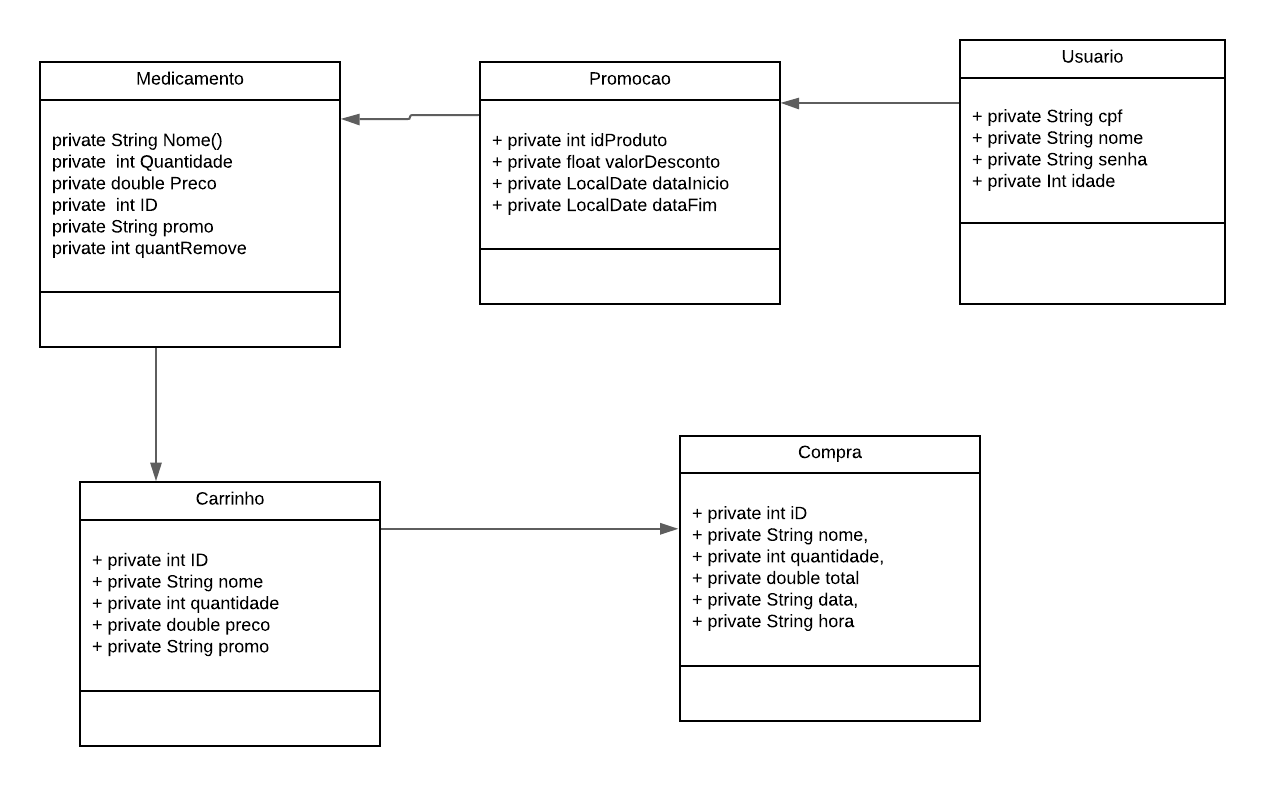 Medicamento
private String Nome()
private  int Quantidade
private double Preco
private  int ID
private String promo
private int quantRemove
Promocao
+ private int idProduto
+ private float valorDesconto
+ private LocalDate dataInicio
+ private LocalDate dataFim
Usuario
+ private String cpf
+ private String nome
+ private String senha
+ private Int idade
Carrinho
+ private int ID
+ private String nome
+ private int quantidade
+ private double preco
+ private String promo
Compra
+ private int iD
+ private String nome,
+ private int quantidade,
+ private double total
+ private String data,
+ private String hora